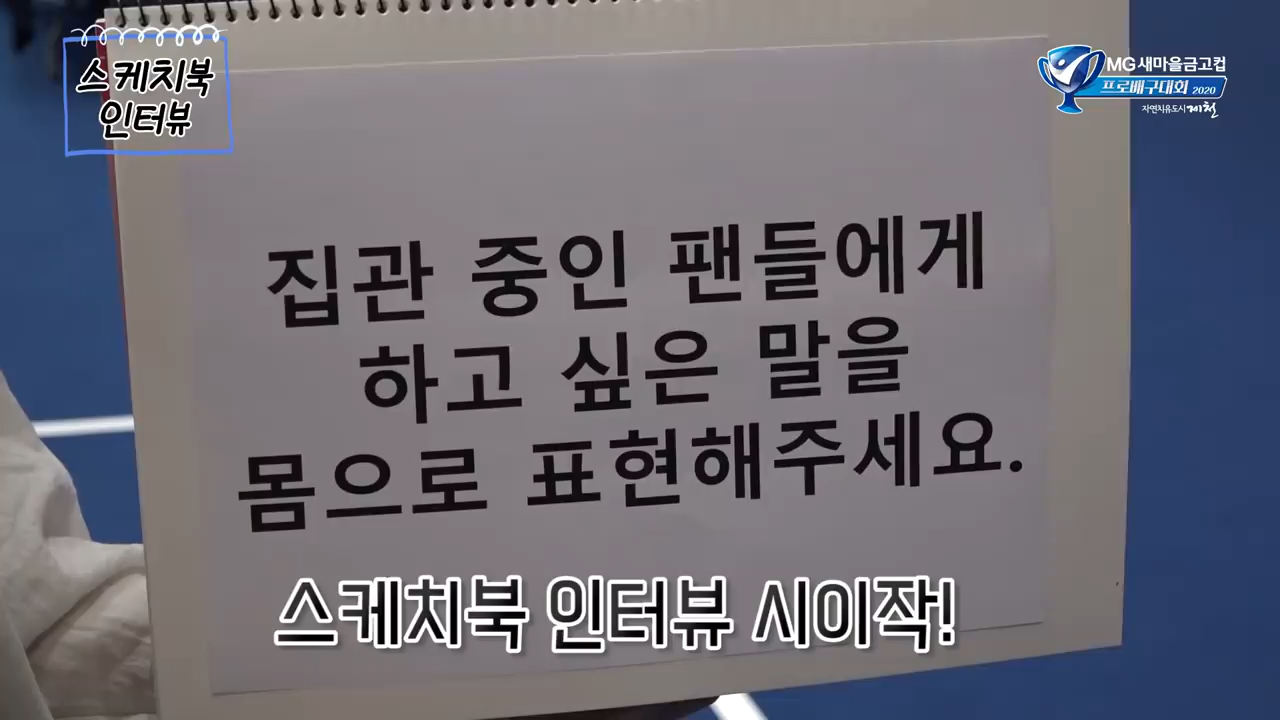 스케치북
인터뷰
MG새마을금고컵
프로배구대회 2020
자연치유도시 제천
집관 중인 팬들에게
하고 싶은 말을
몸으로 표현해주세요.
스케치북 인터뷰 시이작!